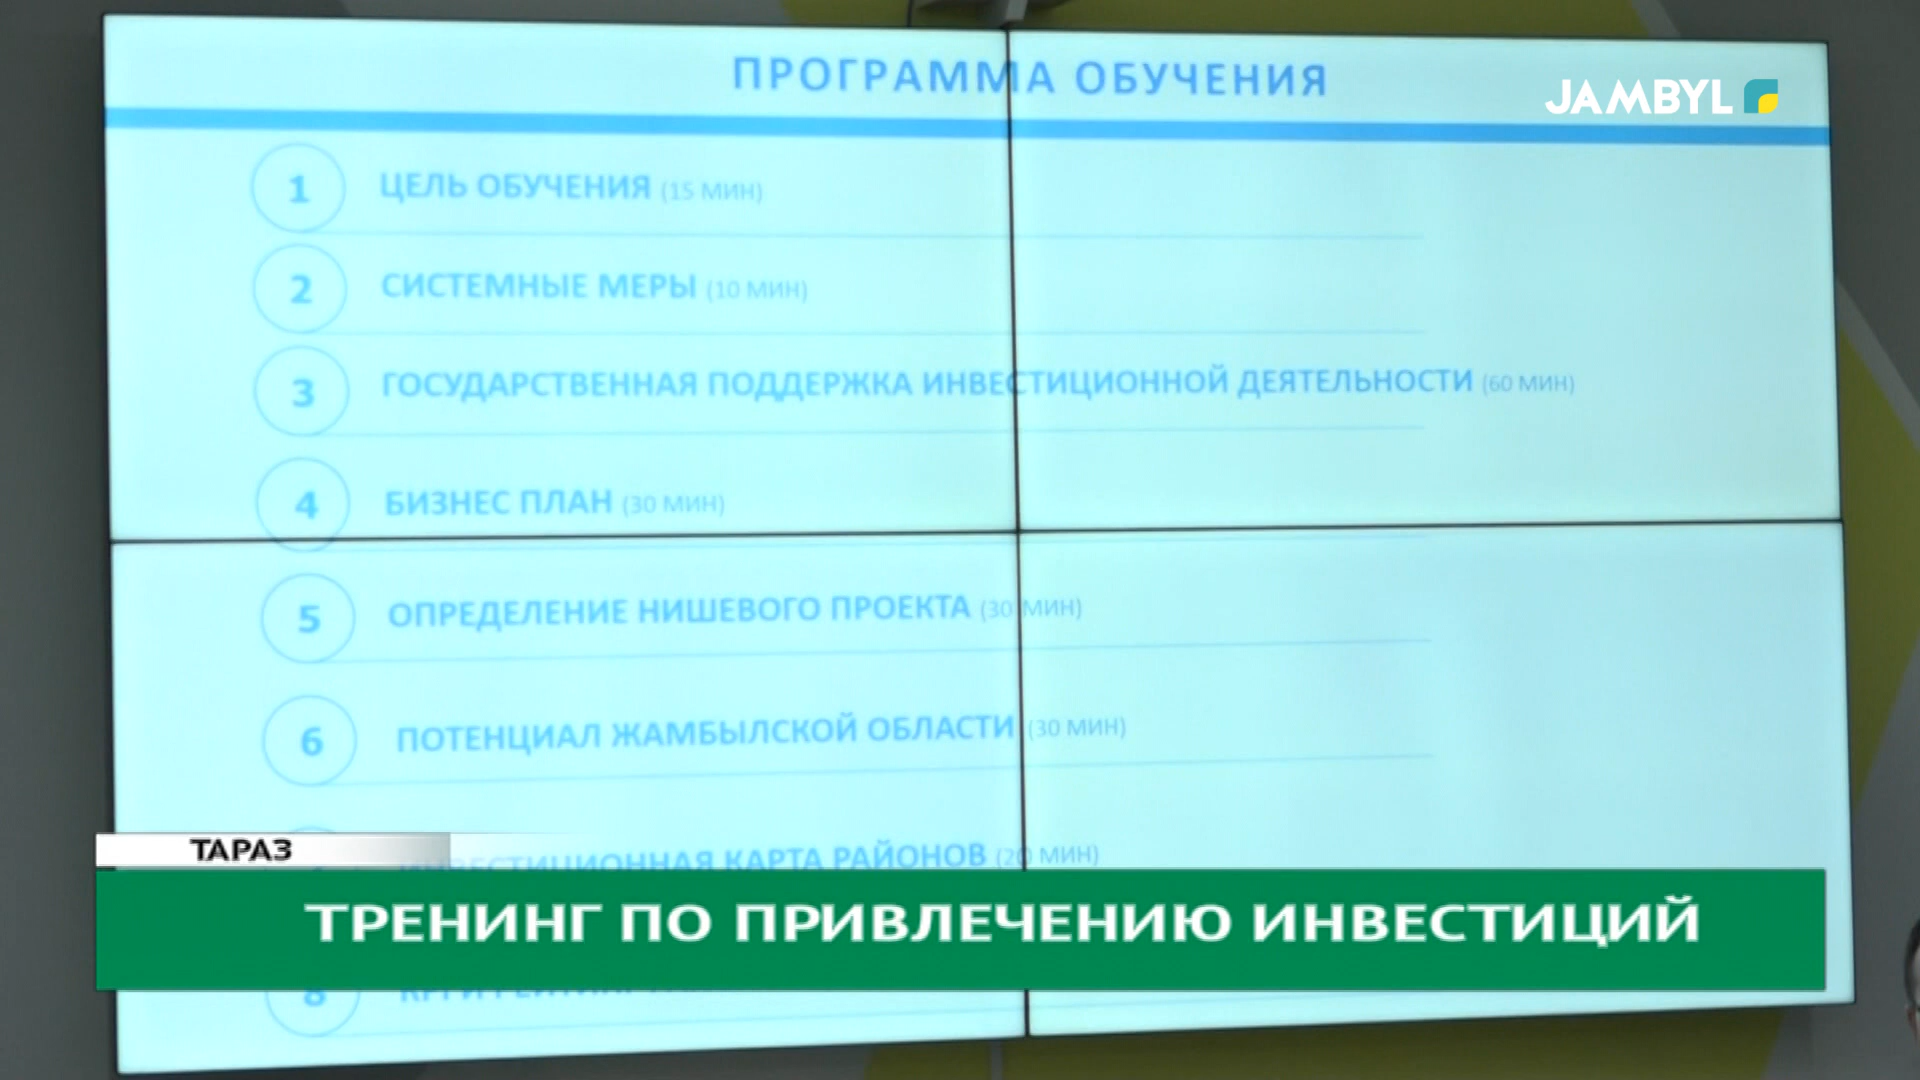 ПРОГРАММА ОБУЧЕНИЯ
JAMBYL
1 ЦЕЛЬ ОБУЧЕНИЯ (15 МИН)
2 СИСТЕМНЫЕ МЕРЫ (10 МИН)
3 ГОСУДАРСТВЕННАЯ ПОДДЕРЖКА ИНВЕСТИЦИОННОЙ ДЕЯТЕЛЬНОСТИ (60 МИН)
4 БИЗНЕС ПЛАН (30 МИН)
5 ОПРЕДЕЛЕНИЕ НИШЕВОГО ПРОЕКТА (30 МИН)
6 ПОТЕНЦИАЛ ЖАМБЫЛСКОЙ ОБЛАСТИ (30 МИН)
ТАРАЗ
ИНВЕСТИЦИОННАЯ КАРТА РАЙОНОВ (20 МИН)
ТРЕНИНГ ПО ПРИВЛЕЧЕНИЮ ИНВЕСТИЦИЙ
8